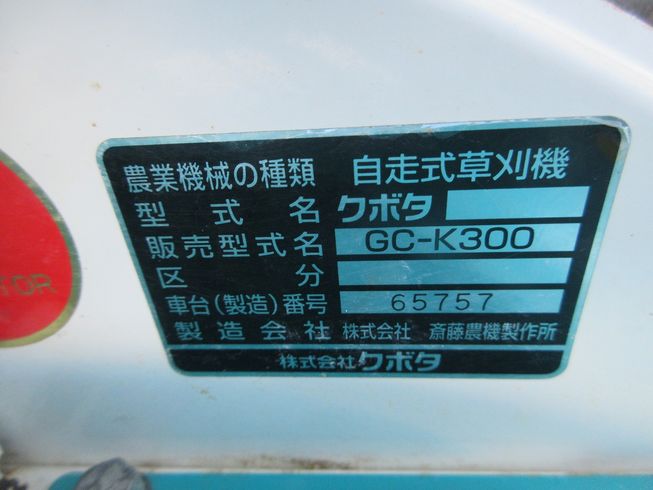 農業機械の種類 自走式草刈機
型式名 クボタ
販売型式名 GC-K300
区分
車台(製造)番号 65757
製造会社 株式会社 斎藤農機製作所
株式会社クボタ
TOR